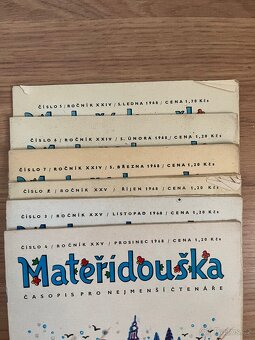 ČÍSLO 5 / ROČNÍK XXIV / 5. LEDNA 1968 / CENA 1,20 Kčs
ČÍSLO 6 / ROČNÍK XXIV / 5. ÚNORA 1968 / CENA 1,20 Kčs
ČÍSLO 7 / ROČNÍK XXIV / 5. BŘEZNA 1968 / CENA 1,20 Kčs
ČÍSLO 2 / ROČNÍK XXV / ŘÍJEN 1968 / CENA 1,20 Kčs
ČÍSLO 3 / ROČNÍK XXV / LISTOPAD 1968 / CENA 1,20 Kčs
ČÍSLO 4 / ROČNÍK XXV / PROSINEC 1968 / CENA 1,20 Kčs
Mateřídouška
ČASOPIS PRO NEJMENŠÍ ČTENÁŘE